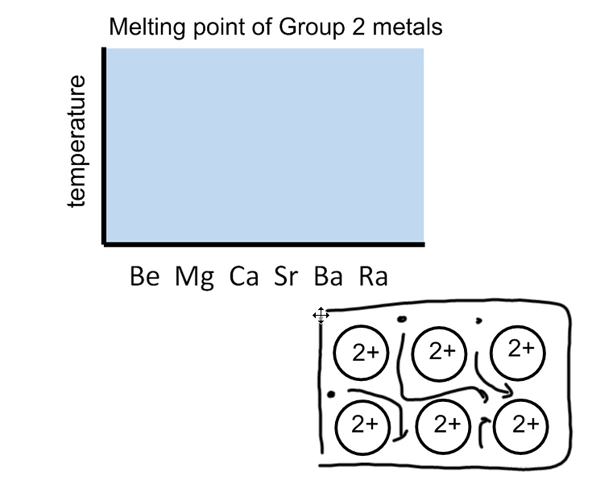 Melting point of Group 2 metals
temperature
Be Mg Ca Sr Ba Ra
2+ 2+ 2+
2+ 2+ 2+